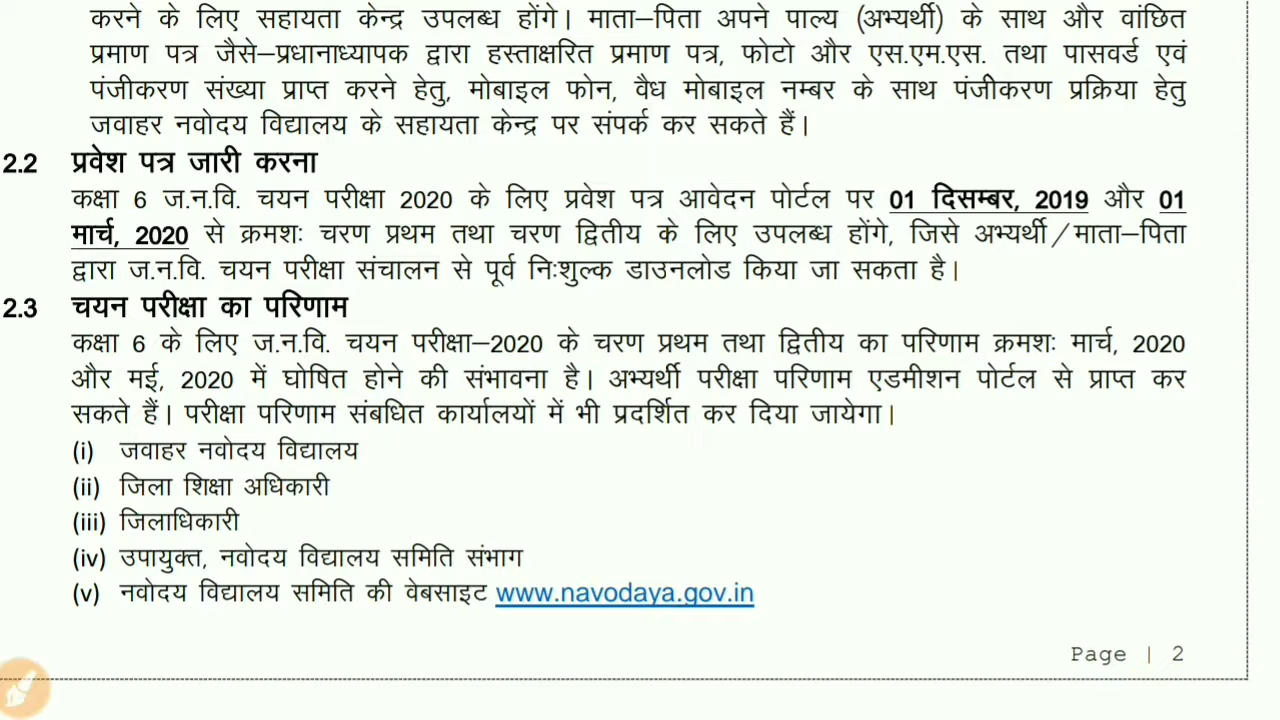 करने के लिए सहायता केन्द्र उपलब्ध होंगे। माता–पिता अपने पाल्य (अभ्यर्थी) के साथ और वांछित
प्रमाण पत्र जैसे–प्रधानाध्यापक द्वारा हस्ताक्षरित प्रमाण पत्र, फोटो और एस.एम.एस. तथा पासवर्ड एवं
पंजीकरण संख्या प्राप्त करने हेतु, मोबाइल फोन, वैध मोबाइल नम्बर के साथ पंजीकरण प्रक्रिया हेतु
जवाहर नवोदय विद्यालय के सहायता केन्द्र पर संपर्क कर सकते हैं।
2.2 प्रवेश पत्र जारी करना
कक्षा 6 ज.न.वि. चयन परीक्षा 2020 के लिए प्रवेश पत्र आवेदन पोर्टल पर 01 दिसम्बर, 2019 और 01
मार्च, 2020 से क्रमशः चरण प्रथम तथा चरण द्वितीय के लिए उपलब्ध होंगे, जिसे अभ्यर्थी/माता–पिता
द्वारा ज.न.वि. चयन परीक्षा संचालन से पूर्व निःशुल्क डाउनलोड किया जा सकता है।
2.3 चयन परीक्षा का परिणाम
कक्षा 6 के लिए ज.न.वि. चयन परीक्षा–2020 के चरण प्रथम तथा द्वितीय का परिणाम क्रमशः मार्च, 2020
और मई, 2020 में घोषित होने की संभावना है। अभ्यर्थी परीक्षा परिणाम एडमीशन पोर्टल से प्राप्त कर
सकते हैं। परीक्षा परिणाम संबधित कार्यालयों में भी प्रदर्शित कर दिया जायेगा।
(i) जवाहर नवोदय विद्यालय
(ii) जिला शिक्षा अधिकारी
(iii) जिलाधिकारी
(iv) उपायुक्त, नवोदय विद्यालय समिति संभाग
(v) नवोदय विद्यालय समिति की वेबसाइट www.navodaya.gov.in
Page | 2